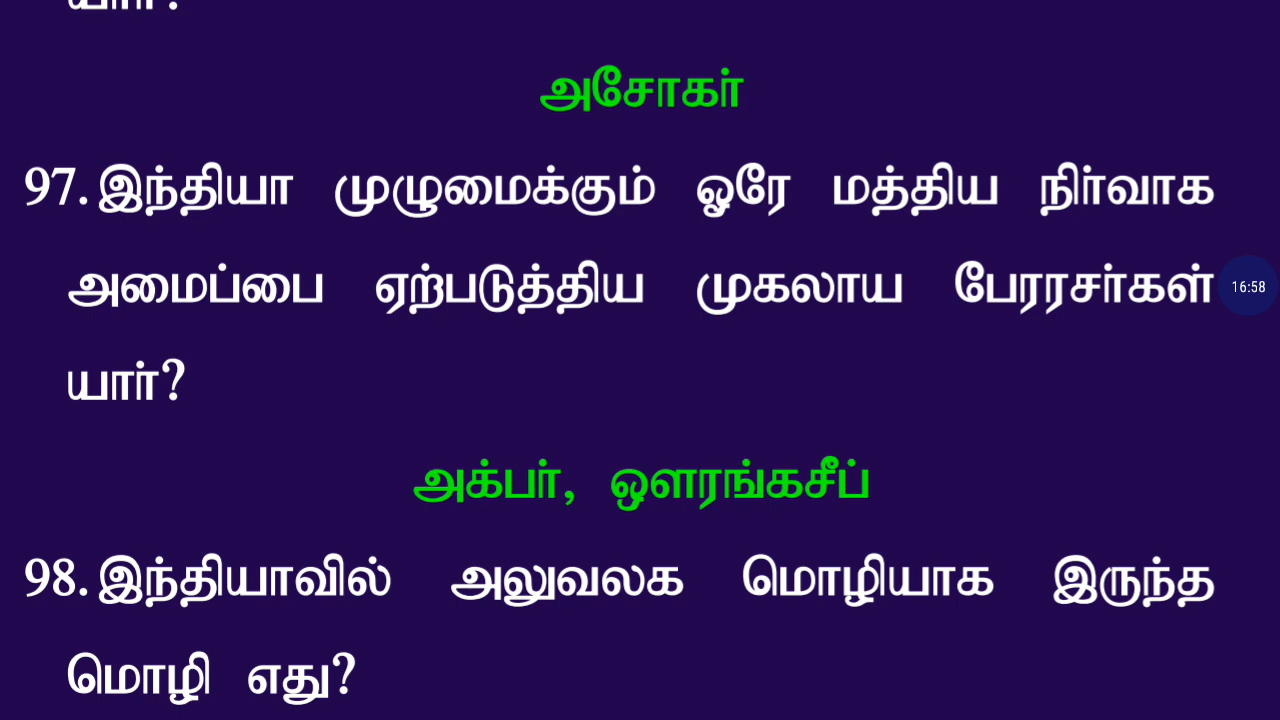 யார்?
அசோகர்
97. இந்தியா முழுமைக்கும் ஓரே மத்திய நிர்வாக
அமைப்பை ஏற்படுத்திய முகலாய பேரரசர்கள்
16:58
யார்?
அக்பர், ஒளரங்கசீப்
98. இந்தியாவில் அலுவலக மொழியாக இருந்த
மொழி எது?